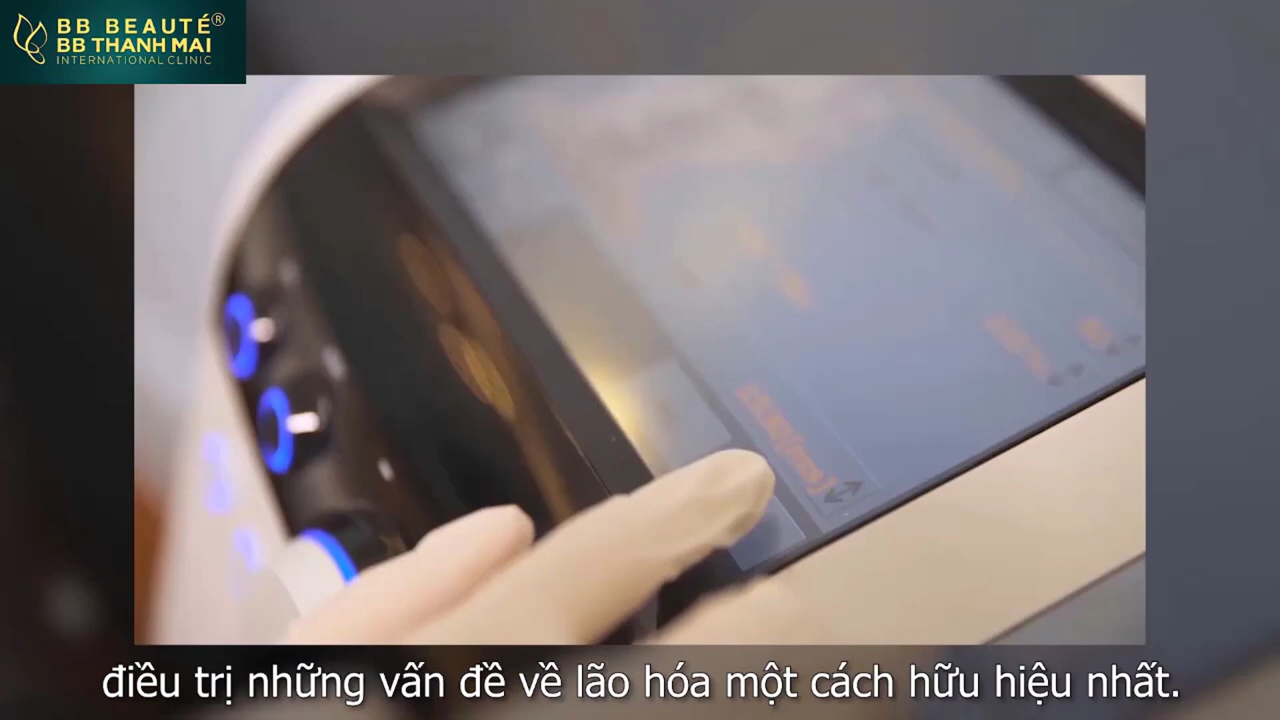 BB BEAUTÉ®
BB THANH MAI
INTERNATIONAL CLINIC
điều trị những vấn đề về lão hóa một cách hữu hiệu nhất.